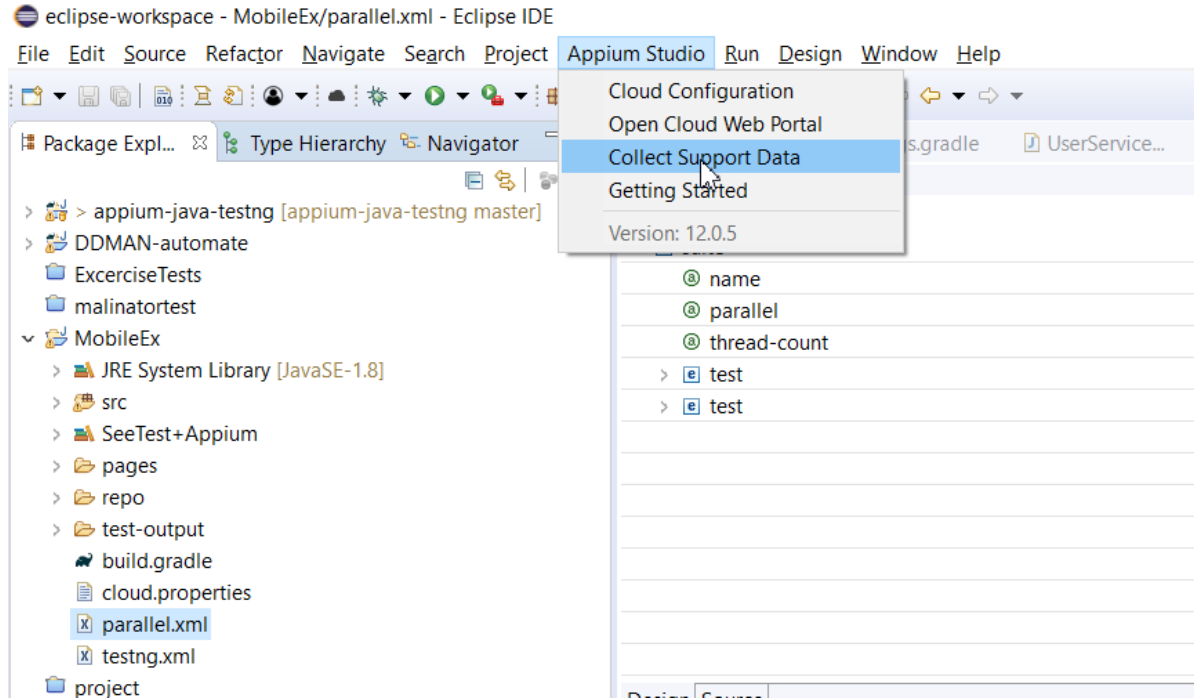 eclipse-workspace - MobileEx/parallel.xml - Eclipse IDE
File Edit Source Refactor Navigate Search Project Appium Studio Run Design Window Help
Cloud Configuration
Open Cloud Web Portal
Collect Support Data
Getting Started
Version: 12.0.5
Package Expl... Type Hierarchy Navigator
s.gradle UserService...
> appium-java-testng [appium-java-testng master]
DDMAN-automate
ExcerciseTests
malinatortest
MobileEx
JRE System Library [JavaSE-1.8]
src
SeeTest+Appium
pages
repo
test-output
build.gradle
cloud.properties
parallel.xml
testng.xml
project
name
parallel
thread-count
test
test
Design Source